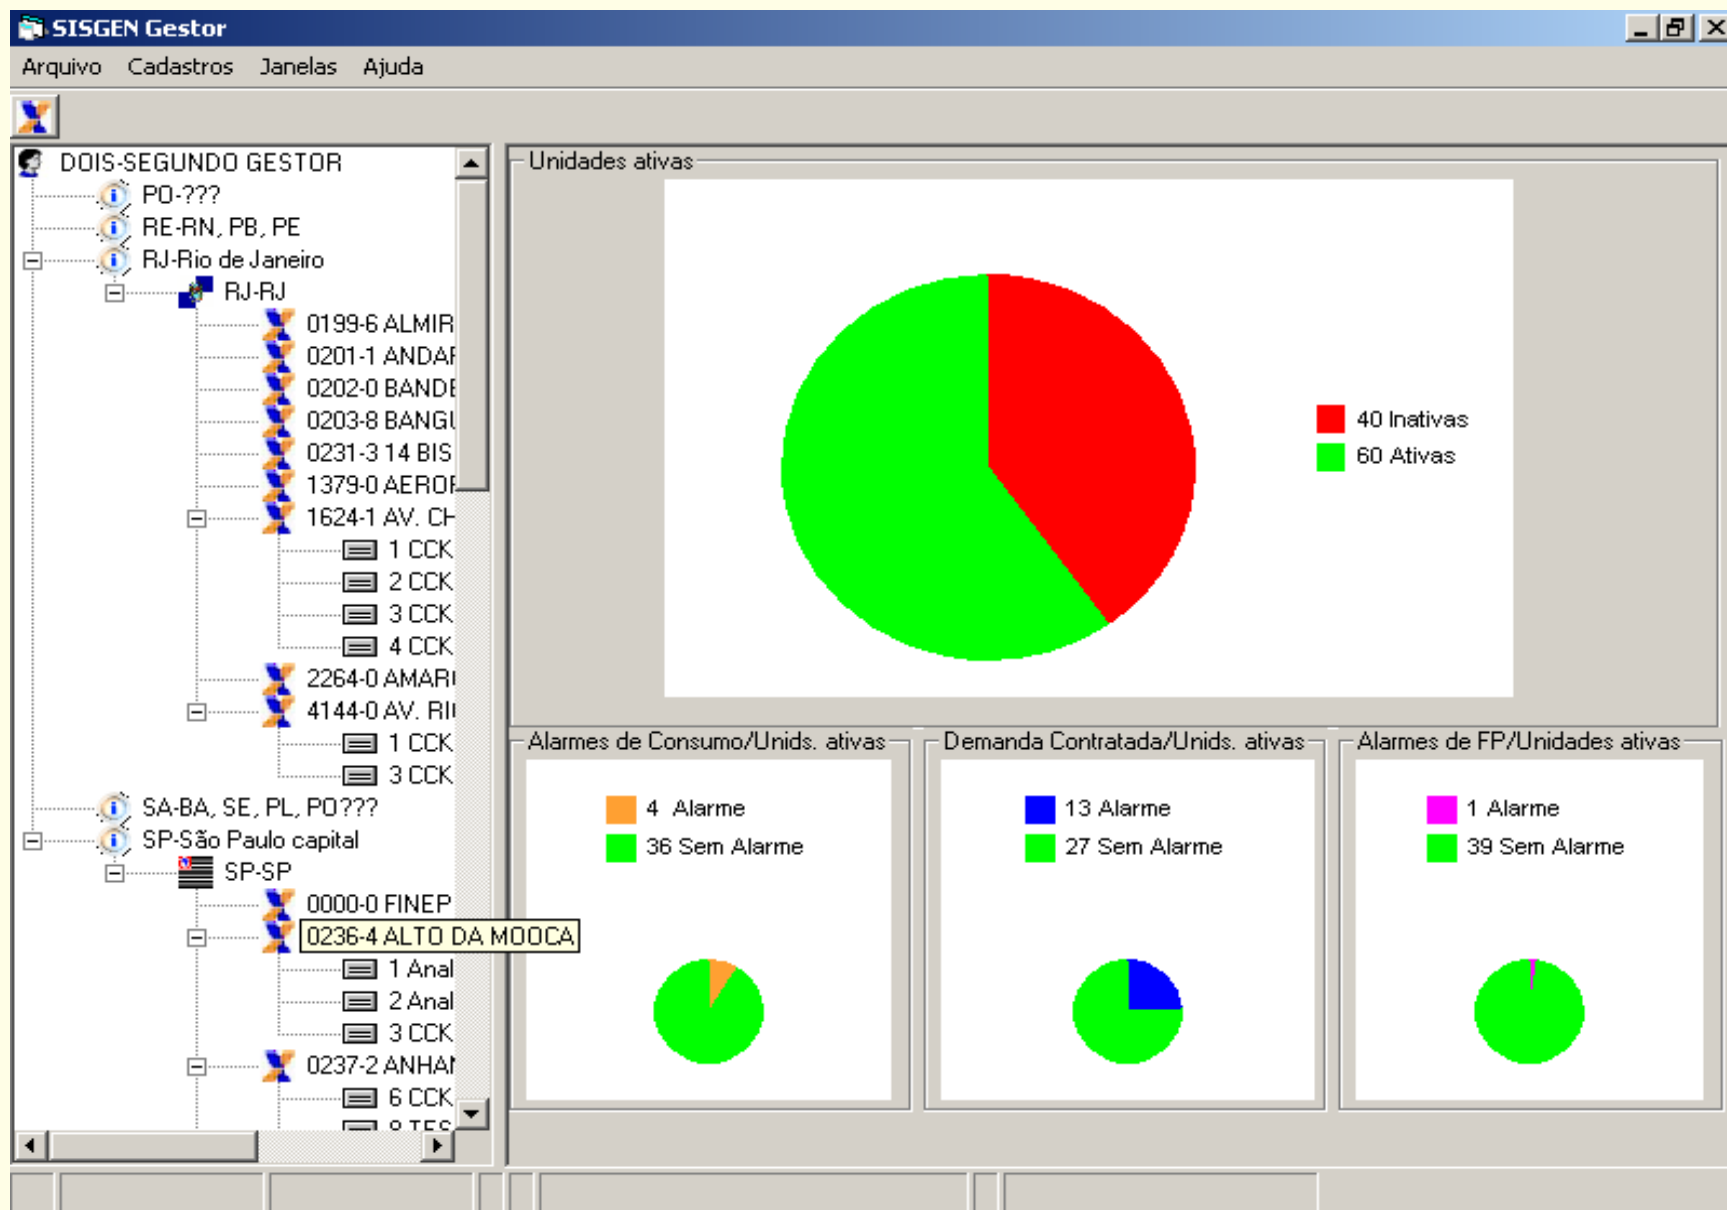 SISGEN Gestor
Arquivo Cadastros Janelas Ajuda
DOIS-SEGUNDO GESTOR
PO-???
RE-RN, PB, PE
RJ-Rio de Janeiro
RJ-RJ
0199-6 ALMIR
0201-1 ANDAR
0202-0 BANDE
0203-8 BANGU
0231-3 14 BIS
1379-0 AEROP
1624-1 AV. CH
1 CCK
2 CCK
3 CCK
4 CCK
2264-0 AMAR
4144-0 AV. RI
1 CCK
3 CCK
SA-BA, SE, PL, PO???
SP-São Paulo capital
SP-SP
0000-0 FINEP
0236-4 ALTO DA MOOCA
1 Anal
2 Anal
3 CCK
0237-2 ANHAN
6 CCK
Unidades ativas
40 Inativas
60 Ativas
Alarmes de Consumo/Unids. ativas
4 Alarme
36 Sem Alarme
Demanda Contratada/Unids. ativas
13 Alarme
27 Sem Alarme
Alarmes de FP/Unidades ativas
1 Alarme
39 Sem Alarme